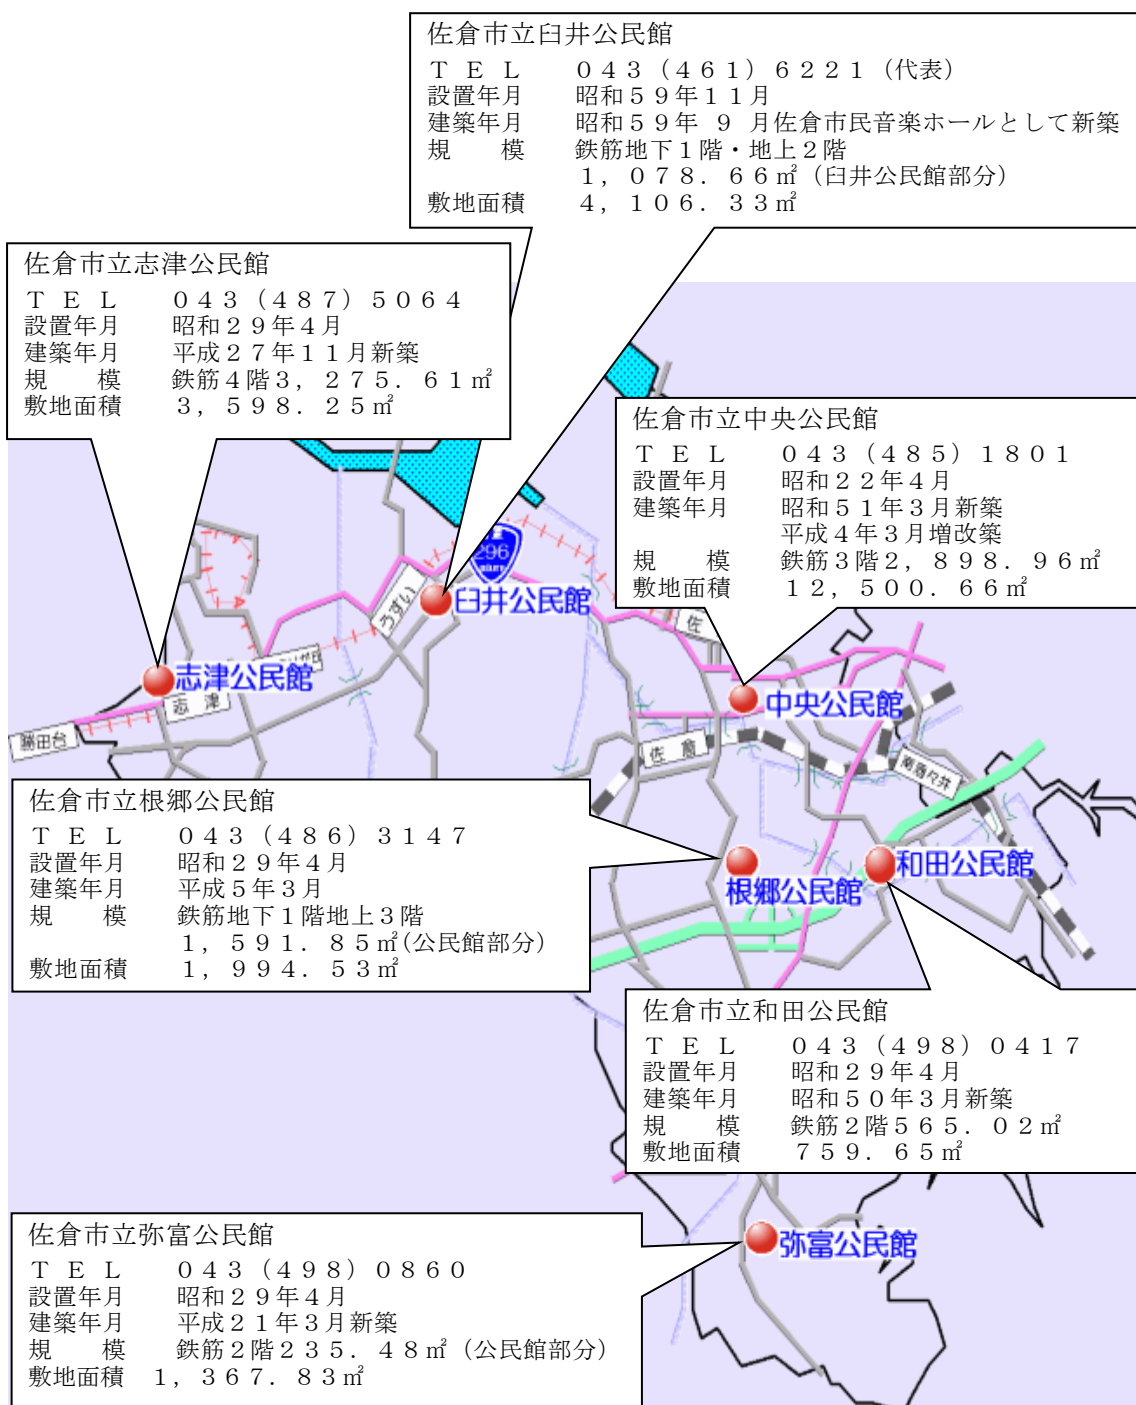 佐倉市立臼井公民館
ＴＥＬ　０４３（４６１）６２２１（代表）
設置年月　昭和５９年１１月
建築年月　昭和５９年 ９ 月佐倉市民音楽ホールとして新築
規　模　鉄筋地下１階・地上２階
１，０７８．６６㎡（臼井公民館部分）
敷地面積　４，１０６．３３㎡
佐倉市立志津公民館
ＴＥＬ　０４３（４８７）５０６４
設置年月　昭和２９年４月
建築年月　平成２７年１１月新築
規　模　鉄筋４階３，２７５．６１㎡
敷地面積　３，５９８．２５㎡
佐倉市立中央公民館
ＴＥＬ　０４３（４８５）１８０１
設置年月　昭和２２年４月
建築年月　昭和５１年３月新築
平成４年３月増改築
規　模　鉄筋３階２，８９８．９６㎡
敷地面積　１２，５００．６６㎡
296
うすい
臼井公民館
佐
志津公民館
志 津
中央公民館
勝田台
佐 倉
南酒々井
佐倉市立根郷公民館
ＴＥＬ　０４３（４８６）３１４７
設置年月　昭和２９年４月
建築年月　平成５年３月
規　模　鉄筋地下１階地上３階
１，５９１．８５㎡（公民館部分）
敷地面積　１，９９４．５３㎡
和田公民館
根郷公民館
佐倉市立和田公民館
ＴＥＬ　０４３（４９８）０４１７
設置年月　昭和２９年４月
建築年月　昭和５０年３月新築
規　模　鉄筋２階５６５．０２㎡
敷地面積　７５９．６５㎡
佐倉市立弥富公民館
ＴＥＬ　０４３（４９８）０８６０
設置年月　昭和２９年４月
建築年月　平成２１年３月新築
規　模　鉄筋２階２３５．４８㎡（公民館部分）
敷地面積　１，３６７．８３㎡
弥富公民館